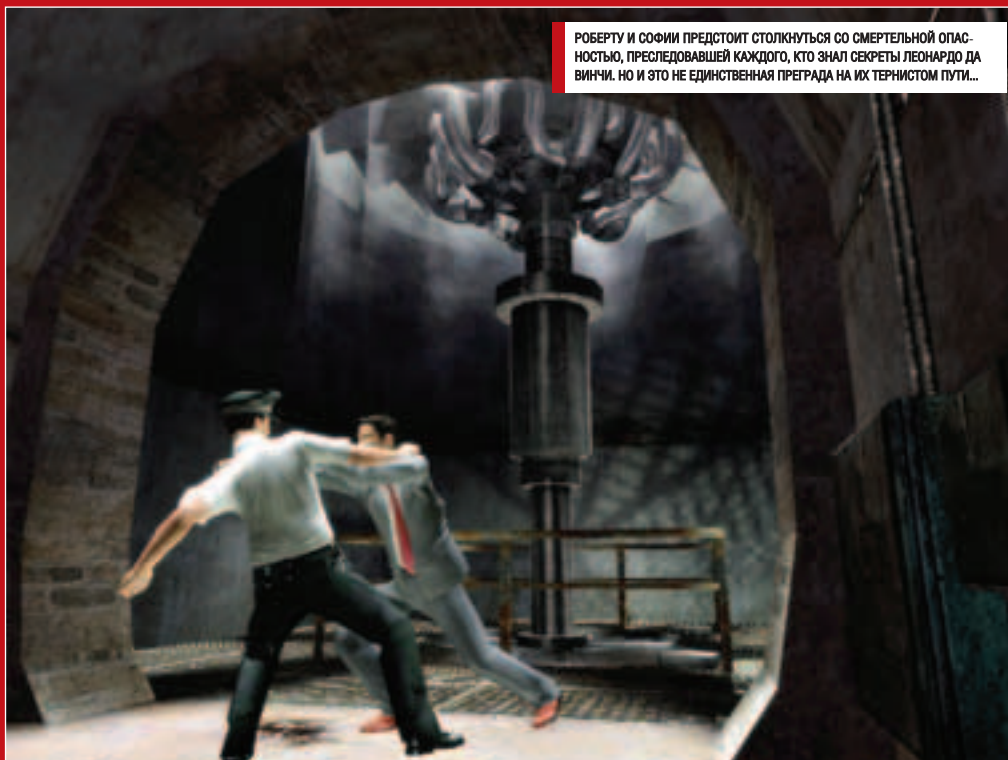 РОБЕРТУ И СОФИИ ПРЕДСТОИТ СТОЛКНУТЬСЯ СО СМЕРТЕЛЬНОЙ ОПАС-
НОСТЬЮ, ПРЕСЛЕДОВАВШЕЙ КАЖДОГО, КТО ЗНАЛ СЕКРЕТЫ ЛЕОНАРДО ДА
ВИНЧИ. НО И ЭТО НЕ ЕДИНСТВЕННАЯ ПРЕГРАДА НА ИХ ТЕРНИСТОМ ПУТИ...